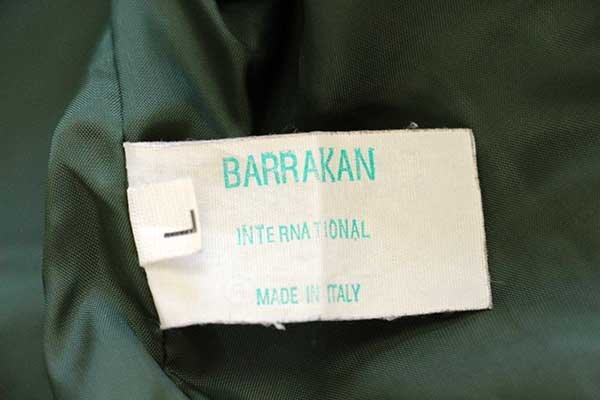 BARRAKAN
L
INTERNATIONAL
MADE IN ITALY